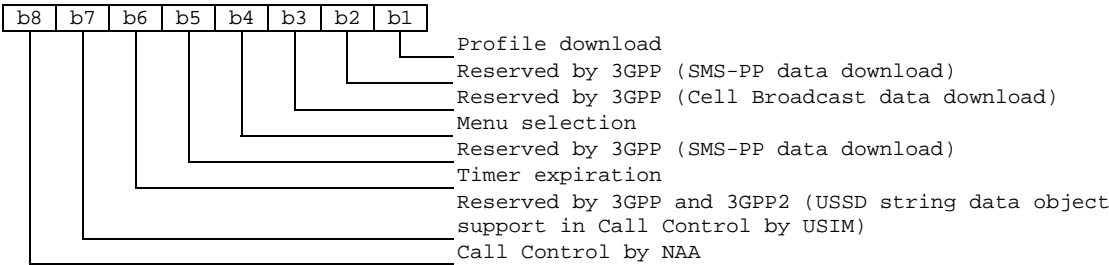 b8 b7 b6 b5 b4 b3 b2 b1
Profile download
Reserved by 3GPP (SMS-PP data download)
Reserved by 3GPP (Cell Broadcast data download)
Menu selection
Reserved by 3GPP (SMS-PP data download)
Timer expiration
Reserved by 3GPP and 3GPP2 (USSD string data object
support in Call Control by USIM)
Call Control by NAA